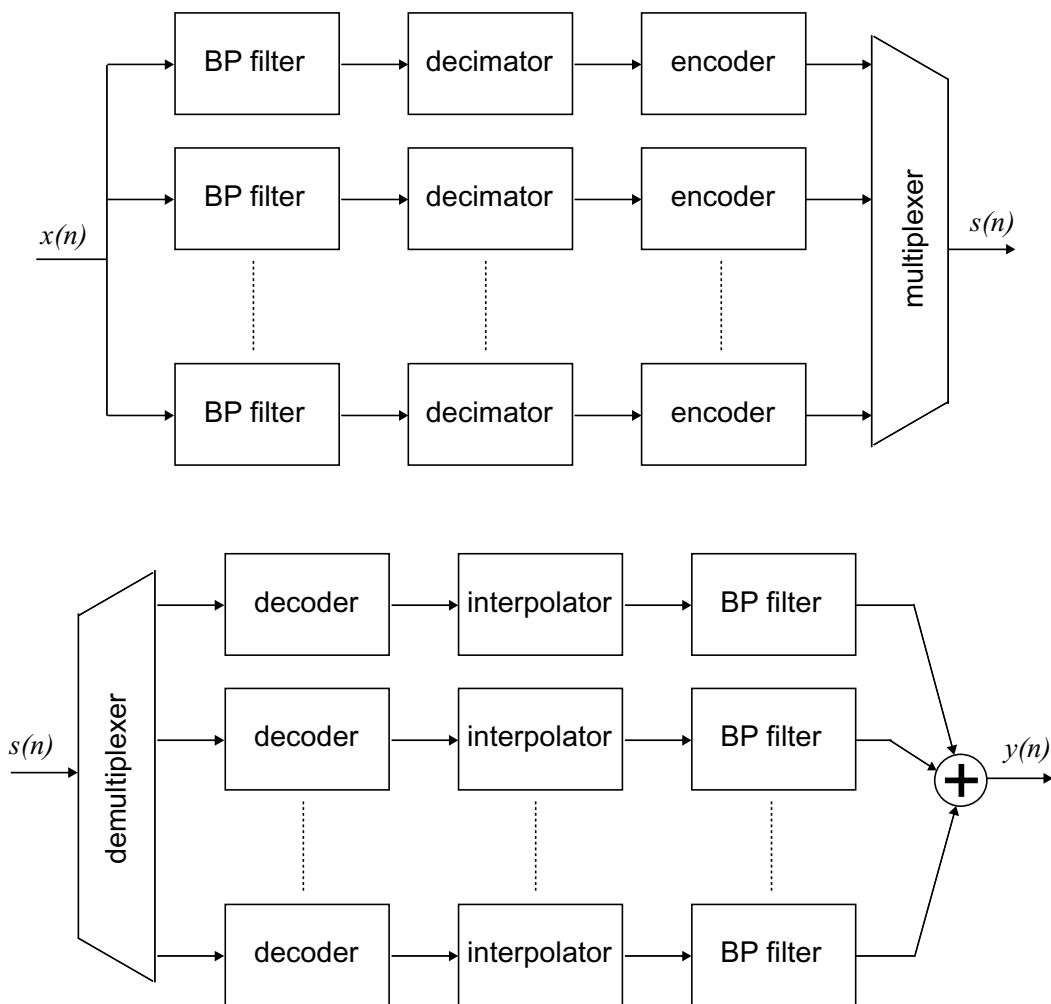 BP filter decimator encoder
BP filter decimator encoder
x(n) multiplexer s(n)
BP filter decimator encoder
decoder interpolator BP filter
decoder interpolator BP filter
s(n) demultiplexer + y(n)
decoder interpolator BP filter